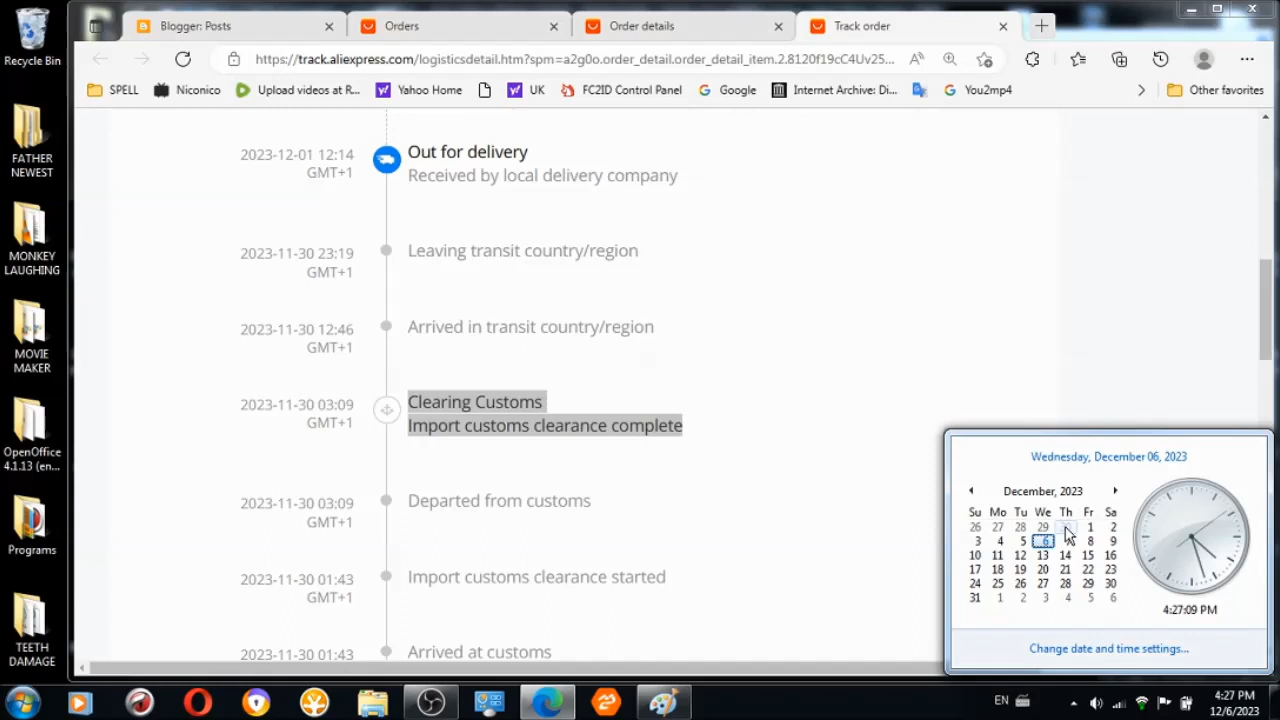 Recycle Bin
FATHER
NEWEST
MONKEY
LAUGHING
MOVIE
MAKER
OpenOffice
4.1.13 (en...
Programs
TEETH
DAMAGE
Blogger: Posts
Orders
Order details
Track order
https://track.aliexpress.com/logisticsdetail.htm?spm=a2g0o.order_detail.order_detail_item.2.8120f19cC4Uv25...
SPELL
Niconico
Upload videos at R...
Yahoo Home
UK
FC2ID Control Panel
Google
Internet Archive: Di...
You2mp4
Other favorites
2023-12-01 12:14
GMT+1
Out for delivery
Received by local delivery company
2023-11-30 23:19
GMT+1
Leaving transit country/region
2023-11-30 12:46
GMT+1
Arrived in transit country/region
2023-11-30 03:09
GMT+1
Clearing Customs
Import customs clearance complete
2023-11-30 03:09
GMT+1
Departed from customs
2023-11-30 01:43
GMT+1
Import customs clearance started
2023-11-30 01:43
Arrived at customs
Wednesday, December 06, 2023
December, 2023
Su Mo Tu We Th Fr Sa
26 27 28 29 1 2
3 4 5 6 8 9
10 11 12 13 14 15 16
17 18 19 20 21 22 23
24 25 26 27 28 29 30
31 1 2 3 4 5 6
4:27:09 PM
Change date and time settings...
EN
4:27 PM
12/6/2023